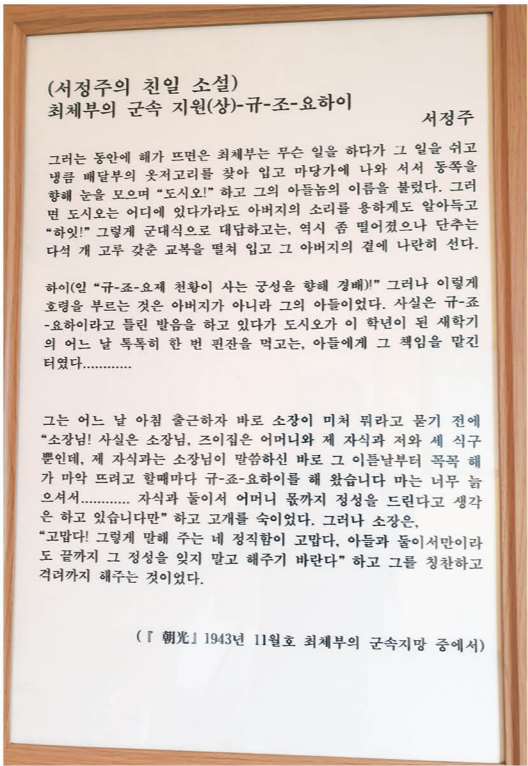 (서정주의 친일 소설)
최체부의 군속 지원(상)-규-조-요하이
서정주
그러는 동안에 해가 뜨면은 최체부는 무슨 일을 하다가 그 일을 쉬고
냉큼 배달부의 웃저고리를 찾아 입고 마당가에 나와 서서 동쪽을
향해 눈을 모으며 “도시오!” 하고 그의 아들놈의 이름을 불렀다. 그러
면 도시오는 어디에 있다가라도 아버지의 소리를 용하게도 알아듣고
“하잇!” 그렇게 군대식으로 대답하고는, 역시 좀 떨어졌으나 단추는
다섯 개 고루 갖춘 교복을 떨쳐 입고 그 아버지의 곁에 나란히 선다.
하이(인 “규-죠-요제 천황이 사는 궁성을 향해 경배)!” 그러나 이렇게
호령을 부르는 것은 아버지가 아니라 그의 아들이었다. 사실은 규-죠
-요하이라고 틀린 발음을 하고 있다가 도시오가 이 학년이 된 새학기
의 어느 날 톡톡히 한 번 핀잔을 먹고는, 아들에게 그 책임을 맡긴
터였다............
그는 어느 날 아침 출근하자 바로 소장이 미처 뭐라고 묻기 전에
“소장님! 사실은 소장님, 즈이집은 어머니와 제 자식과 저와 세 식구
뿐인데, 제 자식과는 소장님이 말씀하신 바로 그 이튿날부터 꼭꼭 해
가 마악 뜨려고 할때마다 규-죠-요하이를 해 왔습니다 마는 너무 늙
으셔서............ 자식과 둘이서 어머니 몫까지 정성을 드린다고 생각
은 하고 있습니다만” 하고 고개를 숙이었다. 그러나 소장은,
“고맙다! 그렇게 말해 주는 네 정직함이 고맙다, 아들과 둘이서만이라
도 끝까지 그 정성을 잊지 말고 해주기 바란다” 하고 그를 칭찬하고
격려까지 해주는 것이었다.
(『 朝光』1943년 11월호 최체부의 군속지망 중에서)